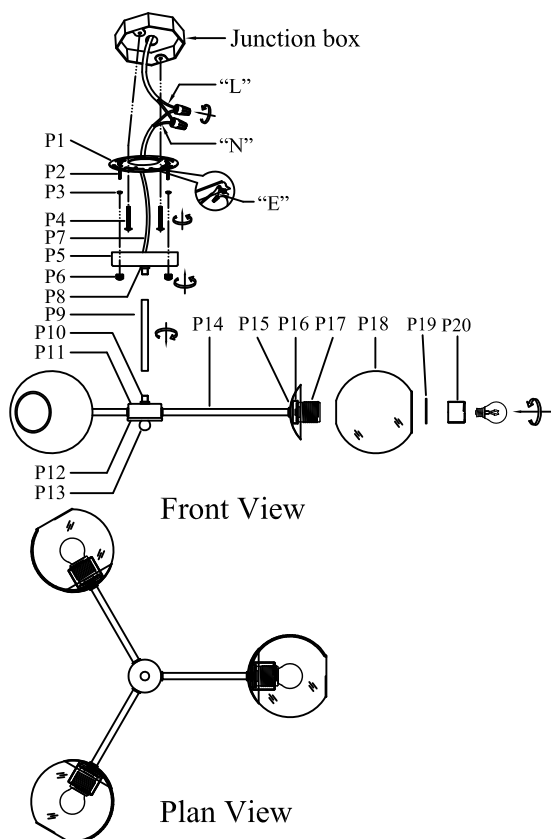 Junction box
“L”
“N”
P1
P2
P3
“E”
P4
P7
P5
P6
P8
P9
P10 P14 P15 P16 P17 P18 P19 P20
P11
P12
P13
Front View
Plan View